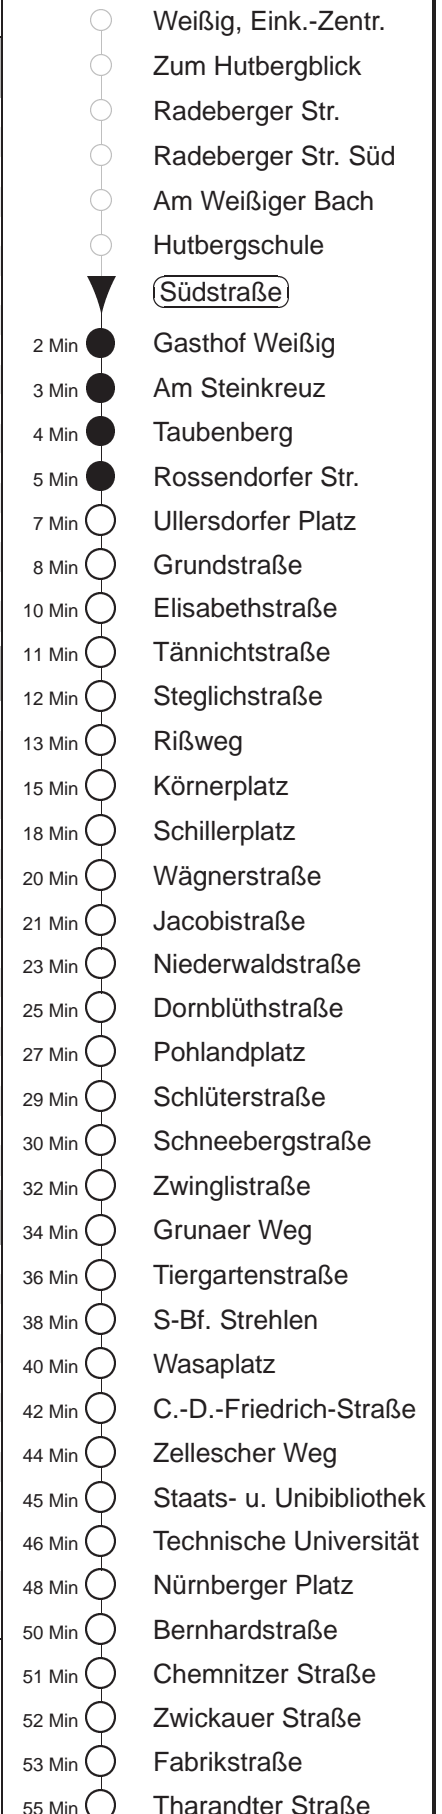 Weißig, Eink.-Zentr.
Zum Hutbergblick
Radeberger Str.
Radeberger Str. Süd
Am Weißiger Bach
Hutbergschule
Südstraße
2 Min Gasthof Weißig
3 Min Am Steinkreuz
4 Min Taubenberg
5 Min Rossendorfer Str.
7 Min Ullersdorfer Platz
8 Min Grundstraße
10 Min Elisabethstraße
11 Min Tännichtstraße
12 Min Steglichstraße
13 Min Rißweg
15 Min Körnerplatz
18 Min Schillerplatz
20 Min Wägnerstraße
21 Min Jacobistraße
23 Min Niederwaldstraße
25 Min Dornblüthstraße
27 Min Pohlandplatz
29 Min Schlüterstraße
30 Min Schneebergstraße
32 Min Zwinglistraße
34 Min Grunaer Weg
36 Min Tiergartenstraße
38 Min S-Bf. Strehlen
40 Min Wasaplatz
42 Min C.-D.-Friedrich-Straße
44 Min Zellescher Weg
45 Min Staats- u. Unibibliothek
46 Min Technische Universität
48 Min Nürnberger Platz
50 Min Bernhardstraße
51 Min Chemnitzer Straße
52 Min Zwickauer Straße
53 Min Fabrikstraße
55 Min Tharandter Straße